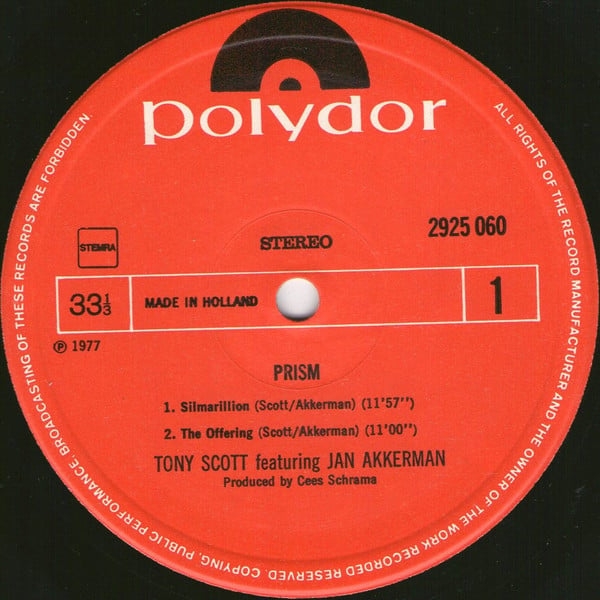 polydor
STEREO
2925 060
STEMRA
33 1/3
MADE IN HOLLAND
1
℗ 1977
PRISM
1. Silmarillion (Scott/Akkerman) (11'57'')
2. The Offering (Scott/Akkerman) (11'00'')
TONY SCOTT featuring JAN AKKERMAN
Produced by Cees Schrama
ALL RIGHTS OF THE RECORD MANUFACTURER AND THE OWNER OF THE WORK RECORDED RESERVED. COPYING, PUBLIC PERFORMANCE, BROADCASTING OF THESE RECORDS ARE FORBIDDEN.